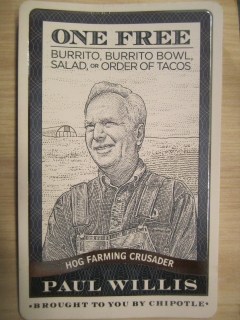 ONE FREE
BURRITO, BURRITO BOWL,
SALAD, OR ORDER OF TACOS
HOG FARMING CRUSADER
PAUL WILLIS
•BROUGHT TO YOU BY CHIPOTLE•